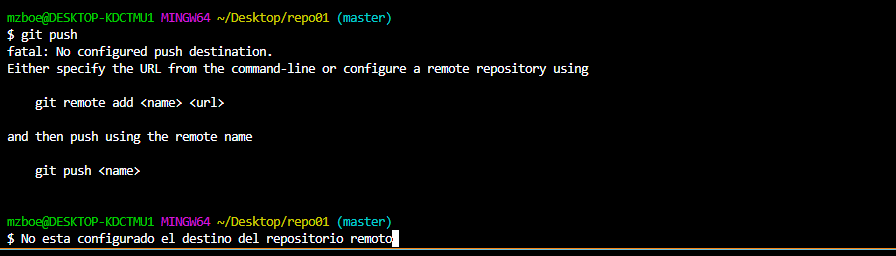 mzboe@DESKTOP-KDCTMU1 MINGW64 ~/Desktop/repo01 (master)
$ git push
fatal: No configured push destination.
Either specify the URL from the command-line or configure a remote repository using
git remote add <name> <url>
and then push using the remote name
git push <name>
mzboe@DESKTOP-KDCTMU1 MINGW64 ~/Desktop/repo01 (master)
$ No esta configurado el destino del repositorio remoto